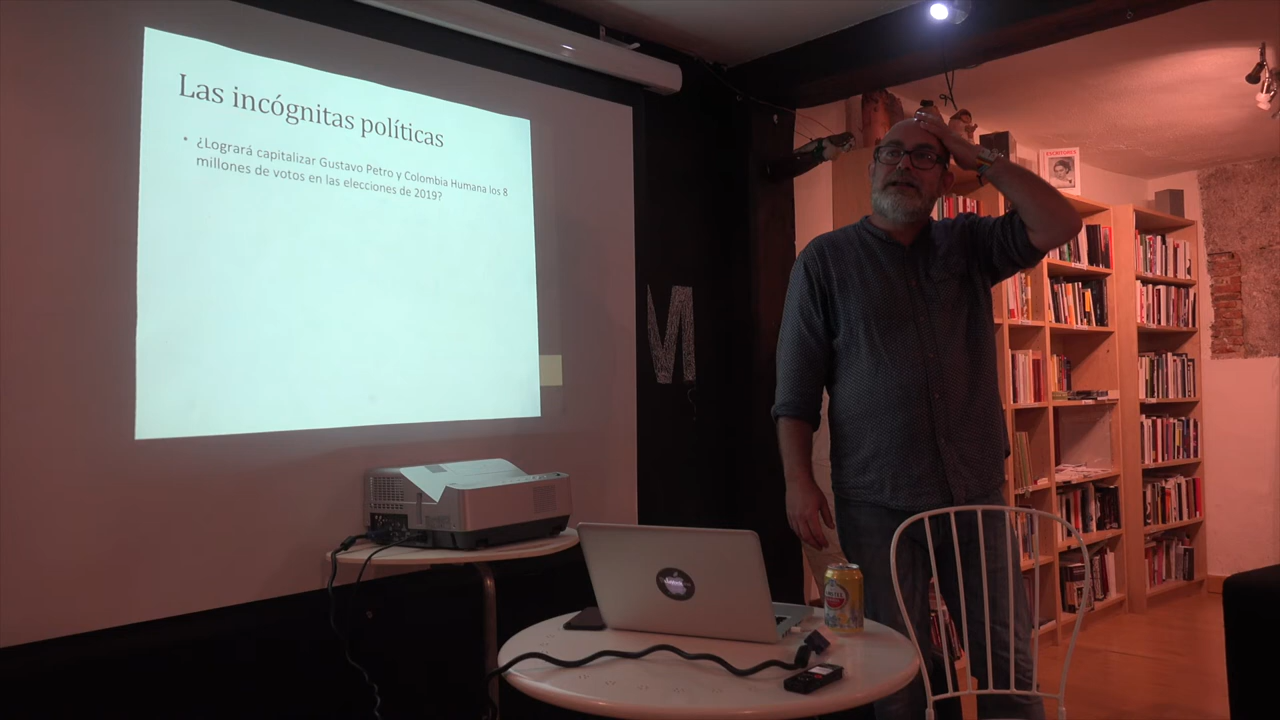 Las incógnitas políticas
• ¿Logrará capitalizar Gustavo Petro y Colombia Humana los 8
millones de votos en las elecciones de 2019?
M
ESCRITORES